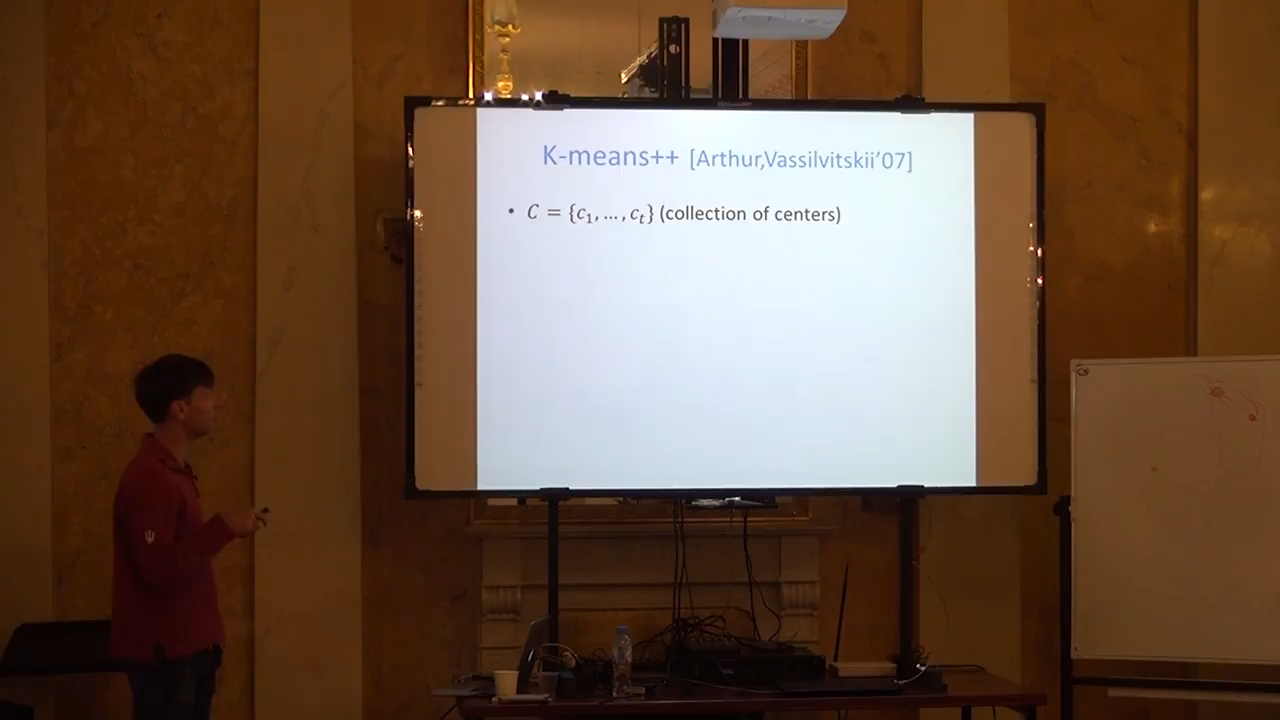 K-means++ [Arthur,Vassilvitskii’07]
• C = {c₁, … , cₜ} (collection of centers)